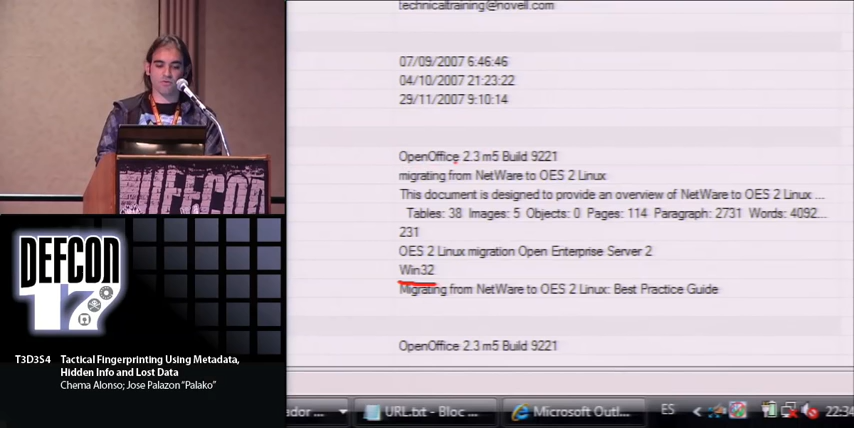 technicaltraining@novell.com
07/09/2007 6:46:46
04/10/2007 21:23:22
29/11/2007 9:10:14
OpenOffice 2.3 m5 Build 9221
migrating from NetWare to OES 2 Linux
This document is designed to provide an overview of NetWare to OES 2 Linux ...
Tables: 38 Images: 5 Objects: 0 Pages: 114 Paragraph: 2731 Words: 4092...
231
OES 2 Linux migration Open Enterprise Server 2
Win32
Migrating from NetWare to OES 2 Linux: Best Practice Guide
OpenOffice 2.3 m5 Build 9221
ador ...
URL.txt - Bloc ...
Microsoft Outl...
ES
22:34
DEFCON
DEFCON
17
T3D3S4 Tactical Fingerprinting Using Metadata,
Hidden Info and Lost Data
Chema Alonso; Jose Palazon "Palako"